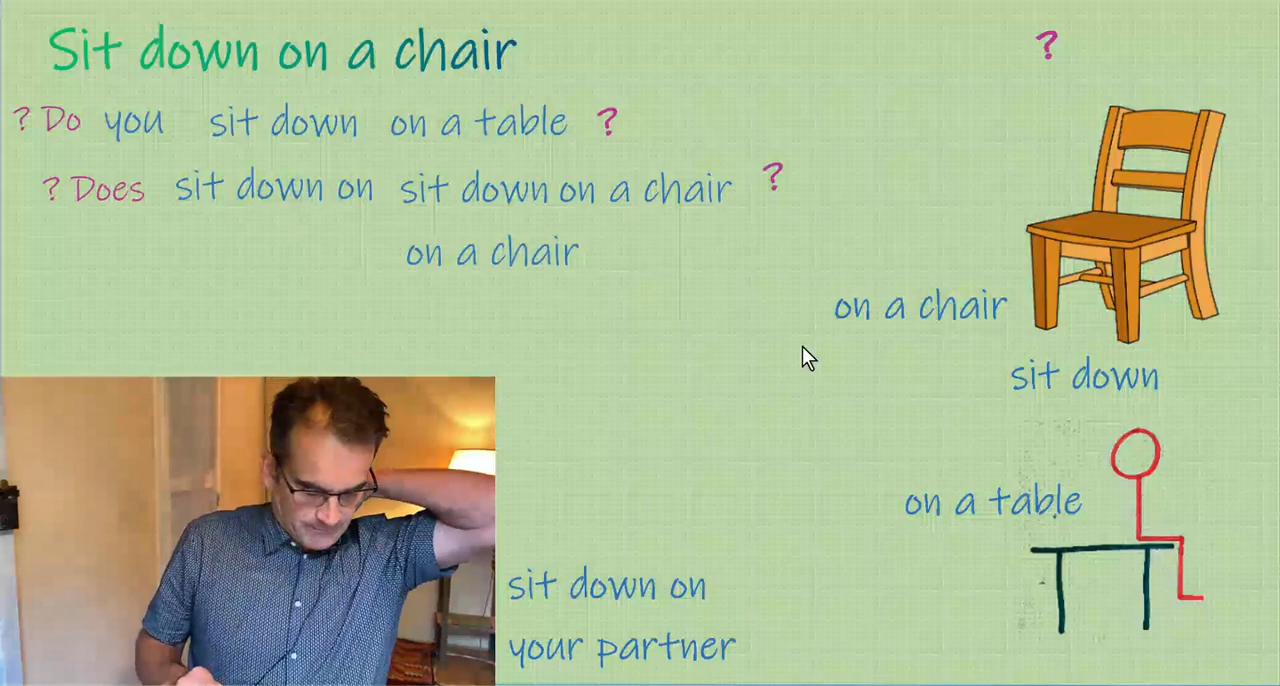 Sit down on a chair
?
? Do you sit down on a table ?
? Does sit down on sit down on a chair ?
on a chair
on a chair
sit down
on a table
sit down on
your partner